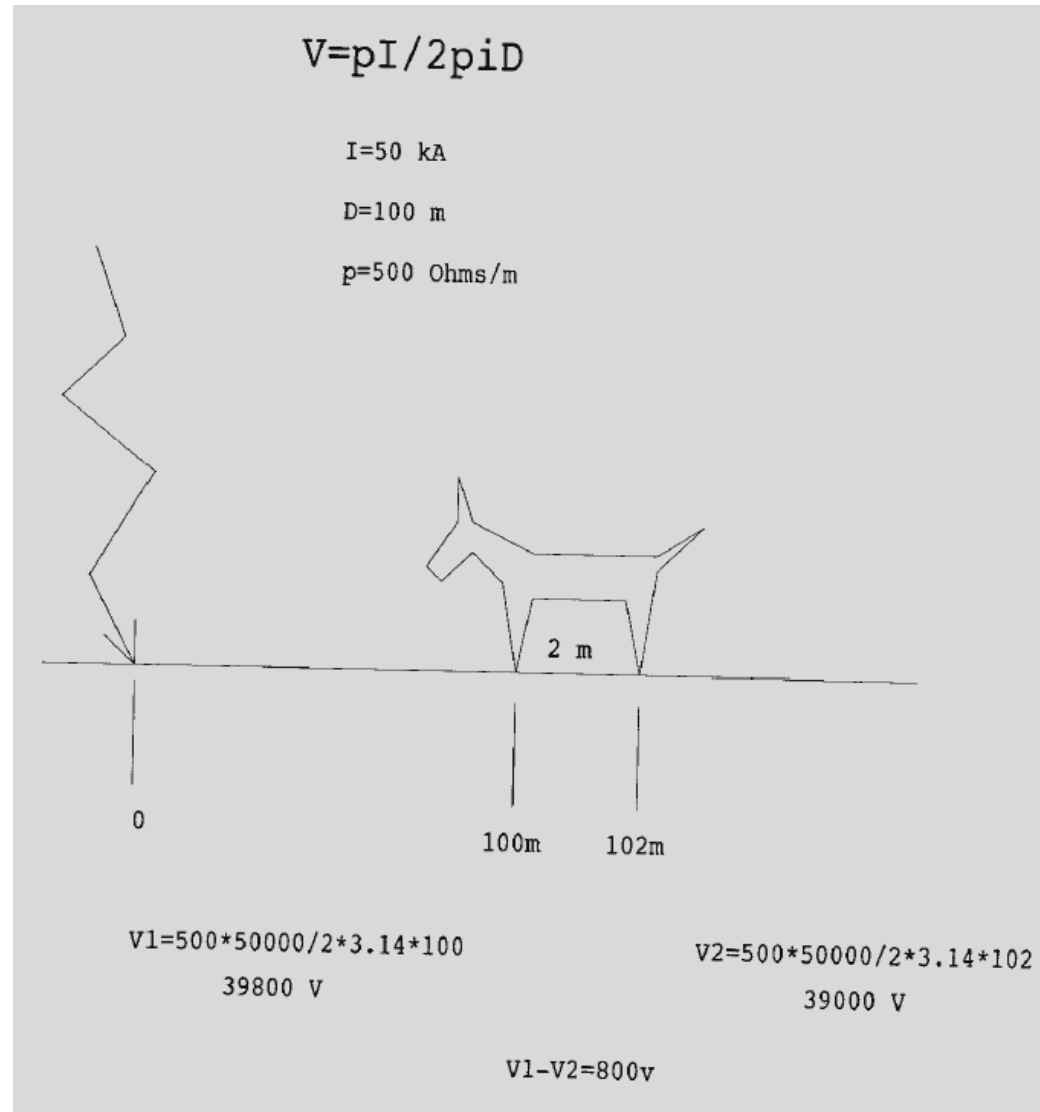 V=pI/2piD
I=50 kA
D=100 m
p=500 Ohms/m
2 m
0
100m
102m
V1=500*50000/2*3.14*100
39800 V
V2=500*50000/2*3.14*102
39000 V
V1-V2=800v